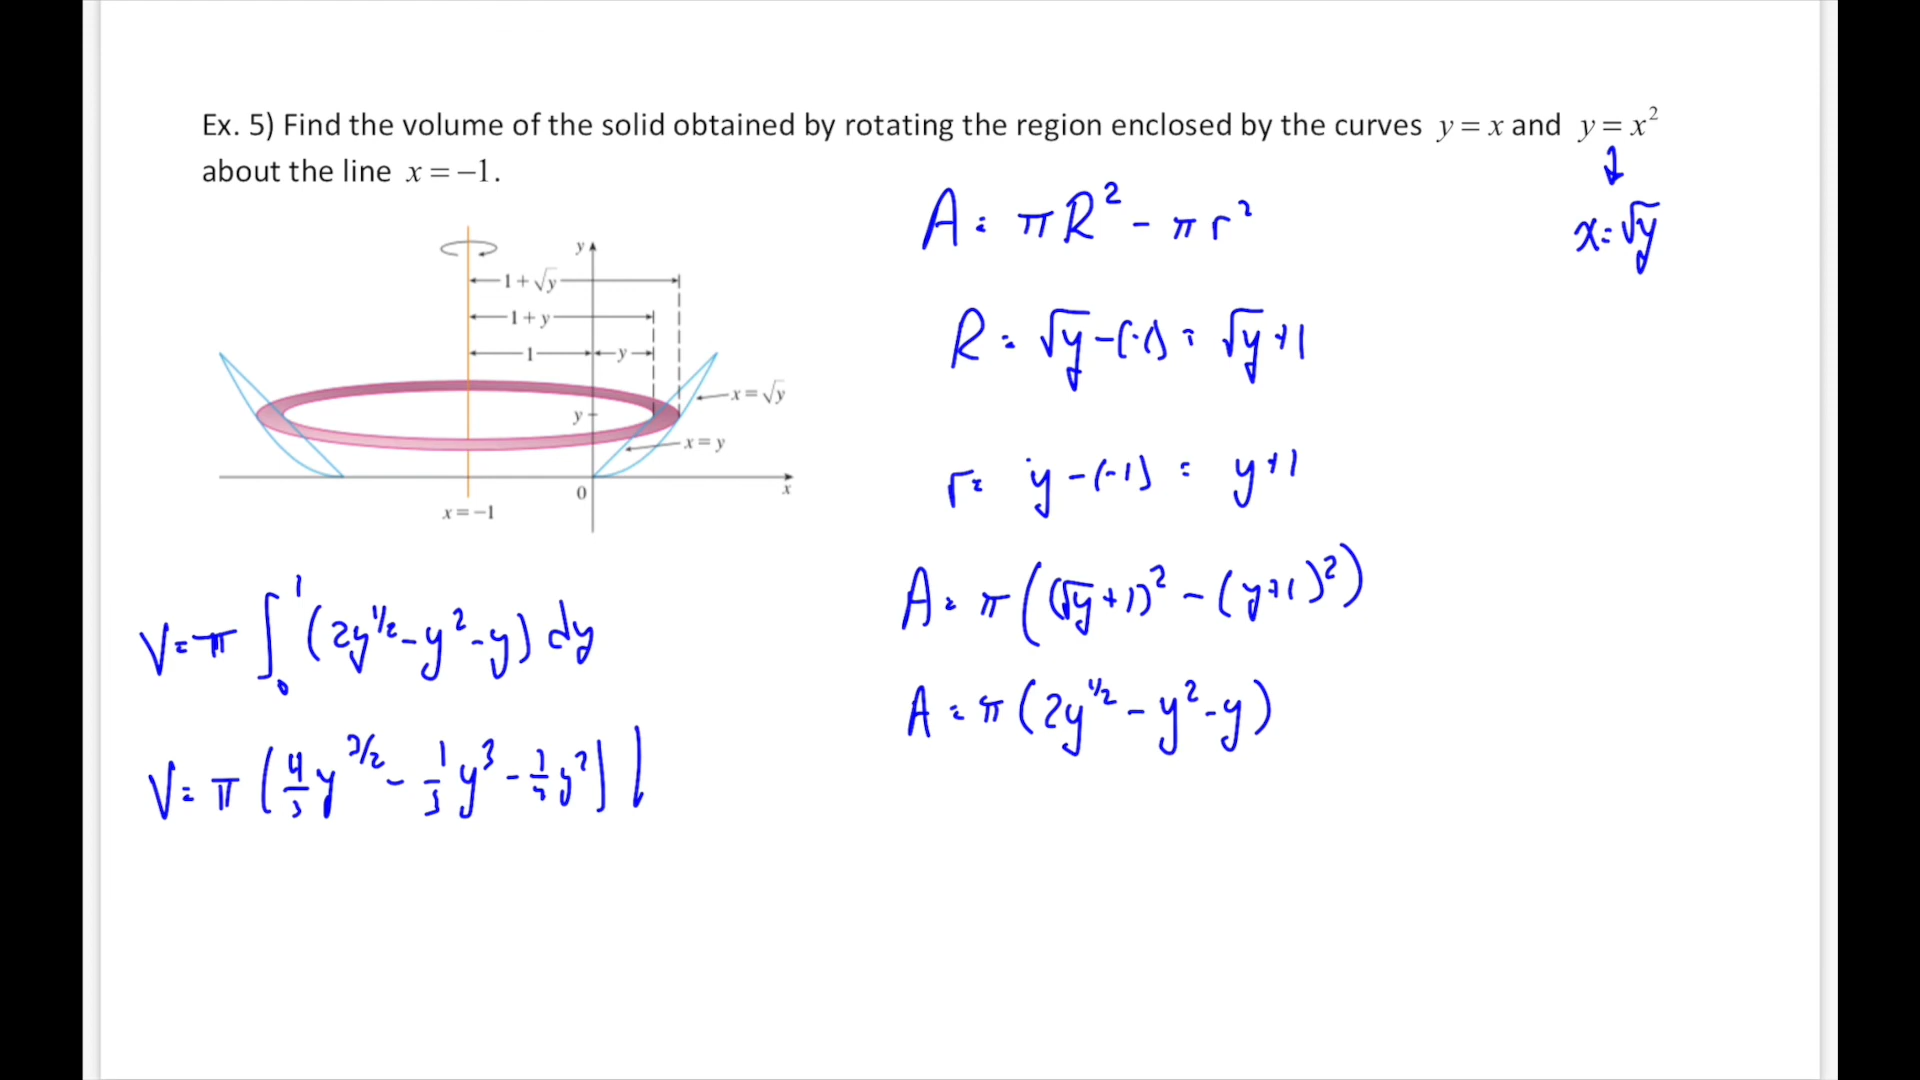 Ex. 5) Find the volume of the solid obtained by rotating the region enclosed by the curves y = x and y = x²
about the line x = −1.
x = √y
A = πR² − πr²
R = √y − (−1) = √y + 1
r = y − (−1) = y + 1
A = π((√y + 1)² − (y + 1)²)
A = π(2y^{1/2} − y² − y)
y
1 + √y
1 + y
1
y
x = √y
y
x = y
0
x
x = −1
V = π ∫₀¹ (2y^{1/2} − y² − y) dy
V = π (4/3 y^{3/2} − 1/3 y³ − 1/2 y²) |